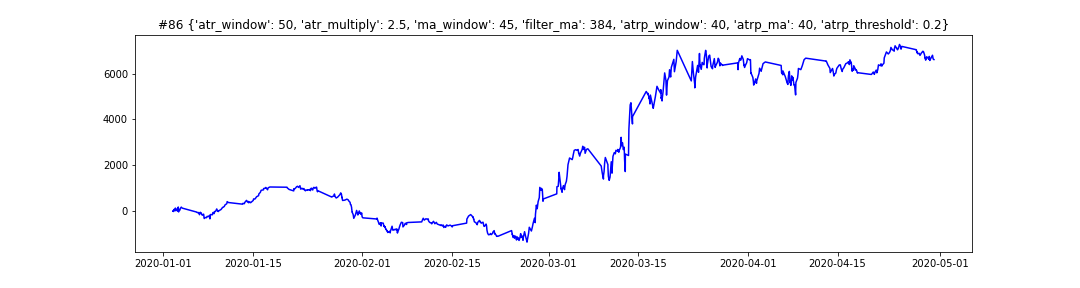 #86 {'atr_window': 50, 'atr_multiply': 2.5, 'ma_window': 45, 'filter_ma': 384, 'atrp_window': 40, 'atrp_ma': 40, 'atrp_threshold': 0.2}
6000
4000
2000
0
2020-01-01 2020-01-15 2020-02-01 2020-02-15 2020-03-01 2020-03-15 2020-04-01 2020-04-15 2020-05-01